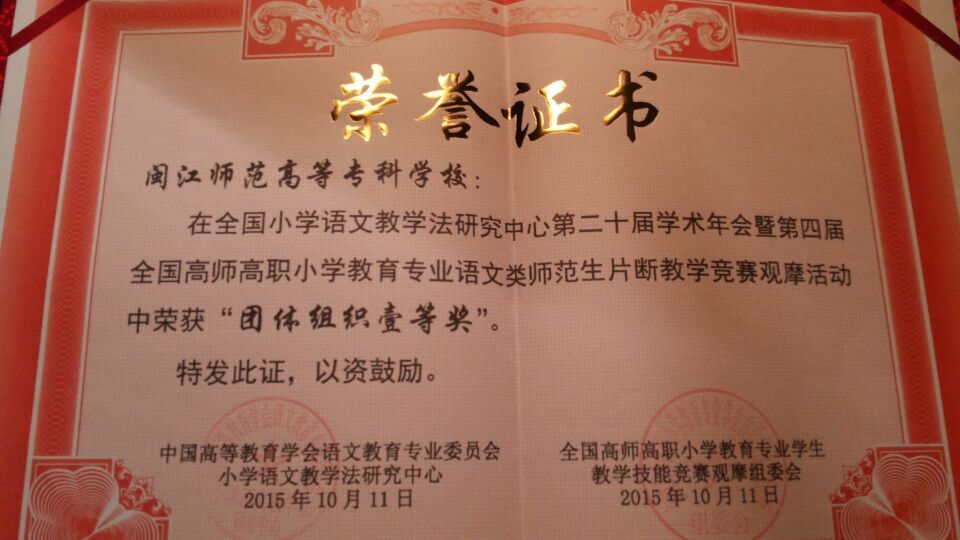 荣誉证书
闽江师范高等专科学校：
在全国小学语文教学法研究中心第二十届学术年会暨第四届
全国高师高职小学教育专业语文类师范生片断教学竞赛观摩活动
中荣获“团体组织壹等奖”。
特发此证，以资鼓励。
中国高等教育学会语文教育专业委员会
小学语文教学法研究中心
2015年10月11日
全国高师高职小学教育专业学生
教学技能竞赛观摩组委会
2015年10月11日
组委会